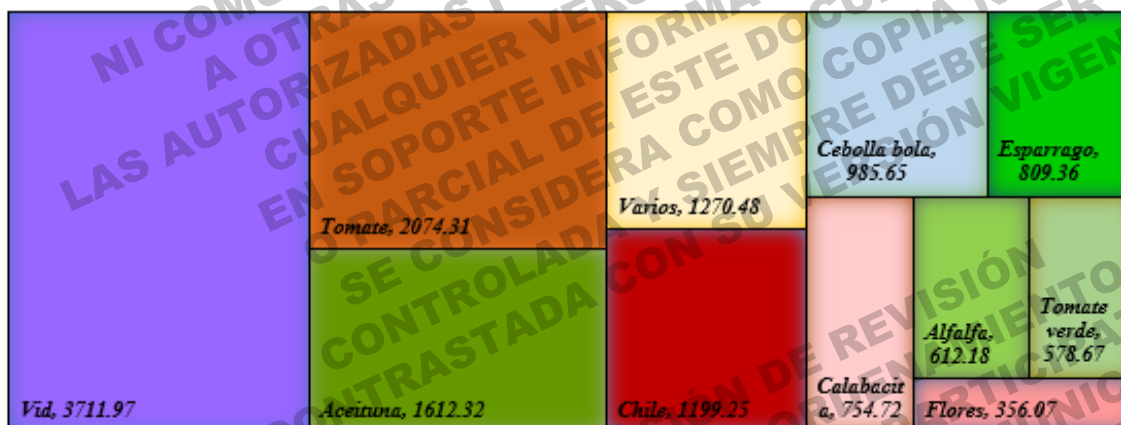 Vid, 3711.97
Tomate, 2074.31
Aceituna, 1612.32
Varios, 1270.48
Chile, 1199.25
Cebolla bola,
985.65
Esparrago,
809.36
Calabacit
a, 754.72
Alfalfa,
612.18
Tomate
verde,
578.67
Flores, 356.07
NI COMO
A OTRAS
LAS AUTORIZADAS
CUALQUIER
EN SOPORTE INFORMA
O PARCIAL DE ESTE DOCU
SE CONSIDERA COMO COPIA N
CONTROLADA Y SIEMPRE DEBE SER
CONTRASTADA CON SU VERSIÓN VIGEN
DE REVISIÓN